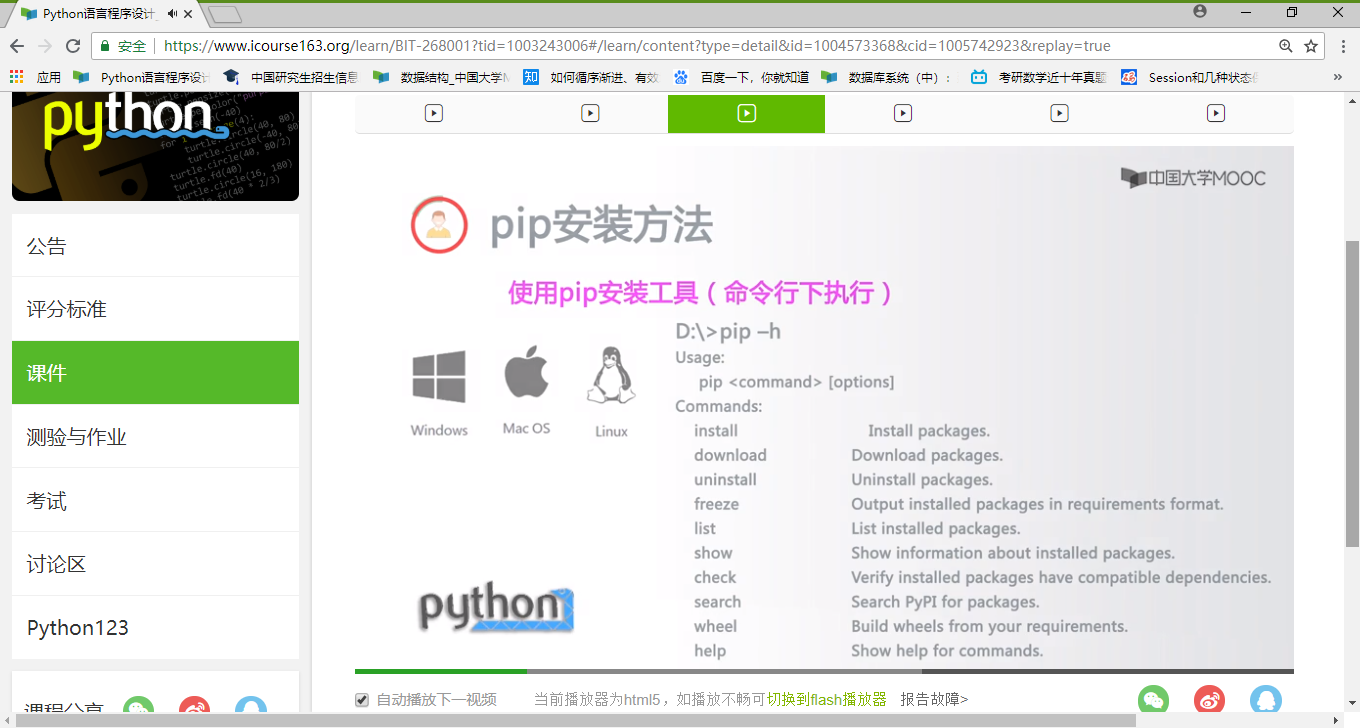 Python语言程序设计_
安全 https://www.icourse163.org/learn/BIT-268001?tid=1003243006#/learn/content?type=detail&id=1004573368&cid=1005742923&replay=true
应用 Python语言程序设计 中国研究生招生信息 数据结构_中国大学M 知 如何循序渐进、有效 百度一下，你就知道 数据库系统（中）： 考研数学近十年真题 Session和几种状态
python
公告
评分标准
课件
测验与作业
考试
讨论区
Python123
课程分享
中国大学MOOC
pip安装方法
使用pip安装工具（命令行下执行）
Windows Mac OS Linux
D:\>pip –h
Usage:
pip <command> [options]
Commands:
install Install packages.
download Download packages.
uninstall Uninstall packages.
freeze Output installed packages in requirements format.
list List installed packages.
show Show information about installed packages.
check Verify installed packages have compatible dependencies.
search Search PyPI for packages.
wheel Build wheels from your requirements.
help Show help for commands.
python
自动播放下一视频 当前播放器为html5，如播放不畅可切换到flash播放器 报告故障>